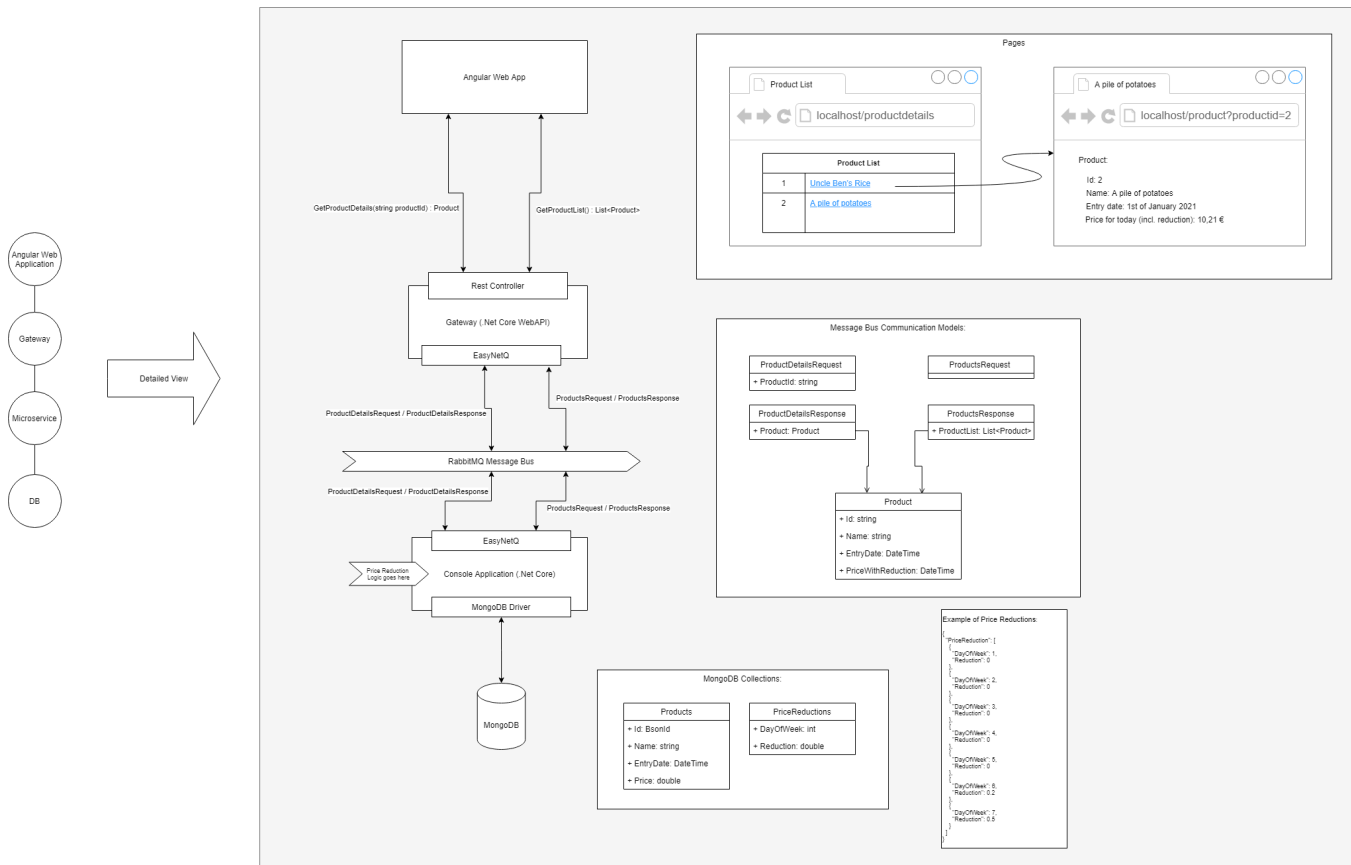 Angular Web
Application
Gateway
Microservice
DB
Detailed View
Angular Web App
GetProductDetails(string productId) : Product
GetProductList() : List<Product>
Rest Controller
Gateway (.Net Core WebAPI)
EasyNetQ
ProductDetailsRequest / ProductDetailsResponse
ProductsRequest / ProductsResponse
RabbitMQ Message Bus
ProductDetailsRequest / ProductDetailsResponse
ProductsRequest / ProductsResponse
EasyNetQ
Price Reduction
Logic goes here
Console Application (.Net Core)
MongoDB Driver
MongoDB
Pages
Product List
localhost/productdetails
Product List
1 Uncle Ben's Rice
2 A pile of potatoes
A pile of potatoes
localhost/product?productid=2
Product:
Id: 2
Name: A pile of potatoes
Entry date: 1st of January 2021
Price for today (incl. reduction): 10,21 €
Message Bus Communication Models:
ProductDetailsRequest
+ ProductId: string
ProductsRequest
ProductDetailsResponse
+ Product: Product
ProductsResponse
+ ProductList: List<Product>
Product
+ Id: string
+ Name: string
+ EntryDate: DateTime
+ PriceWithReduction: DateTime
MongoDB Collections:
Products
+ Id: BsonId
+ Name: string
+ EntryDate: DateTime
+ Price: double
PriceReductions
+ DayOfWeek: int
+ Reduction: double
Example of Price Reductions:
{
"PriceReduction": [
{
"DayOfWeek": 1,
"Reduction": 0
},
{
"DayOfWeek": 2,
"Reduction": 0
},
{
"DayOfWeek": 3,
"Reduction": 0
},
{
"DayOfWeek": 4,
"Reduction": 0
},
{
"DayOfWeek": 5,
"Reduction": 0
},
{
"DayOfWeek": 6,
"Reduction": 0.2
},
{
"DayOfWeek": 7,
"Reduction": 0.5
}
]
}